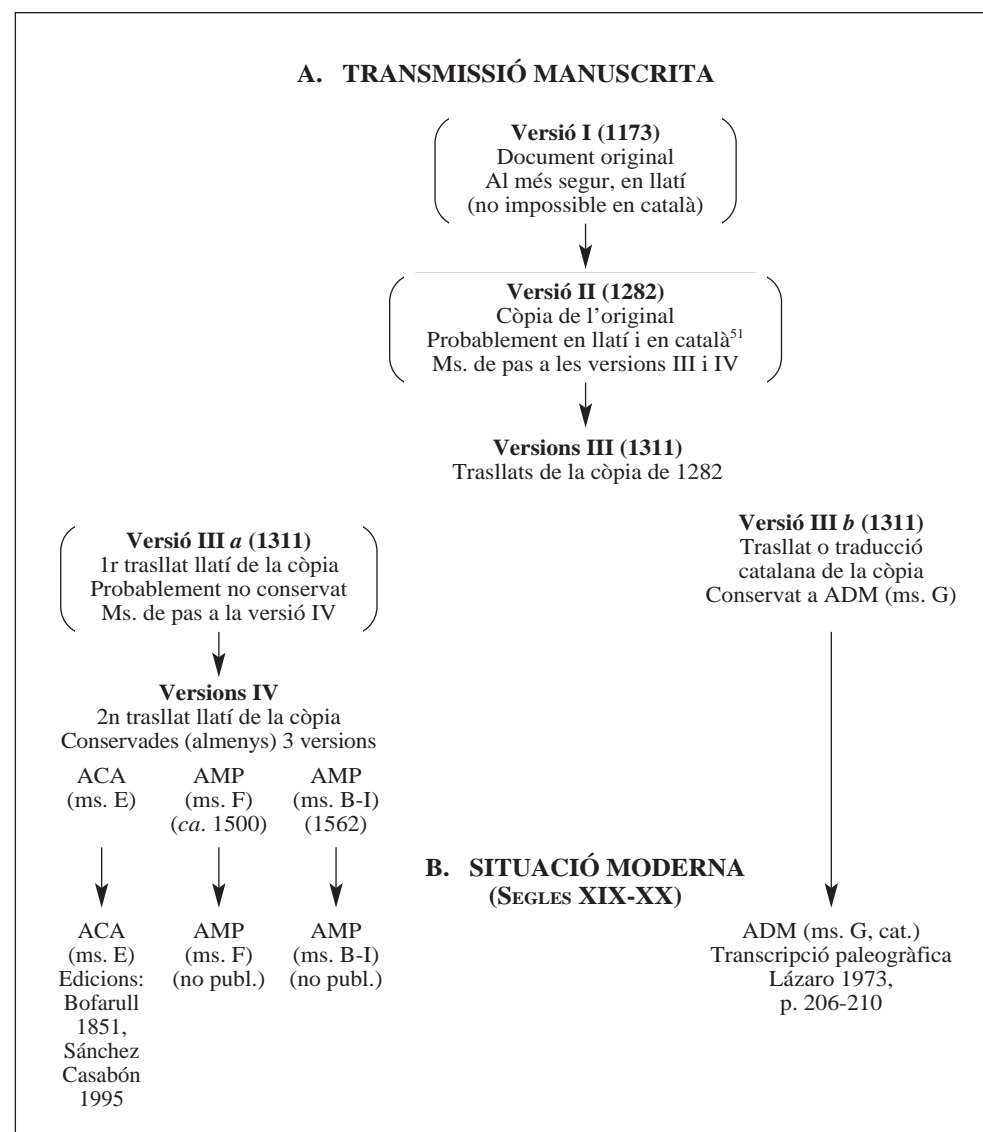 A. TRANSMISSIÓ MANUSCRITA
Versió I (1173)
Document original
Al més segur, en llatí
(no impossible en català)
Versió II (1282)
Còpia de l’original
Probablement en llatí i en català51
Ms. de pas a les versions III i IV
Versions III (1311)
Trasllats de la còpia de 1282
Versió III a (1311)
1r trasllat llatí de la còpia
Probablement no conservat
Ms. de pas a la versió IV
Versió III b (1311)
Trasllat o traducció
catalana de la còpia
Conservat a ADM (ms. G)
Versions IV
2n trasllat llatí de la còpia
Conservades (almenys) 3 versions
ACA
(ms. E)
AMP
(ms. F)
(ca. 1500)
AMP
(ms. B-I)
(1562)
B. SITUACIÓ MODERNA
(SEGLES XIX-XX)
ACA
(ms. E)
Edicions:
Bofarull
1851,
Sánchez
Casabón
1995
AMP
(ms. F)
(no publ.)
AMP
(ms. B-I)
(no publ.)
ADM (ms. G, cat.)
Transcripció paleogràfica
Lázaro 1973,
p. 206-210